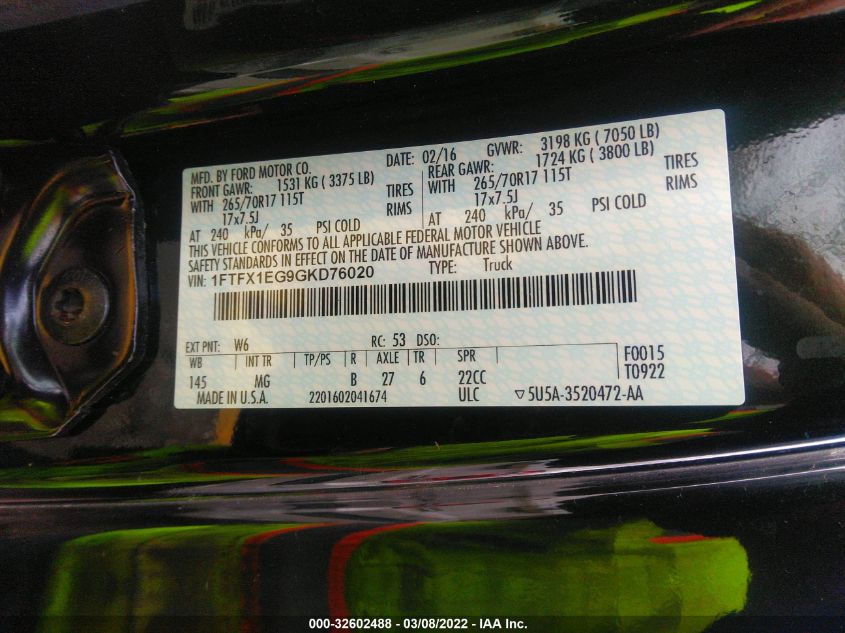 MFD. BY FORD MOTOR CO.
DATE: 02/16 GVWR: 3198 KG ( 7050 LB)
FRONT GAWR: 1531 KG ( 3375 LB)
REAR GAWR: 1724 KG ( 3800 LB)
WITH 265/70R17 115T TIRES
WITH 265/70R17 115T TIRES
17x7.5J RIMS
17x7.5J RIMS
AT 240 kPa/ 35 PSI COLD
AT 240 kPa/ 35 PSI COLD
THIS VEHICLE CONFORMS TO ALL APPLICABLE FEDERAL MOTOR VEHICLE
SAFETY STANDARDS IN EFFECT ON THE DATE OF MANUFACTURE SHOWN ABOVE.
VIN: 1FTFX1EG9GKD76020 TYPE: Truck
EXT PNT: W6 RC: 53 DSO:
WB INT TR TP/PS R AXLE TR SPR F0015
145 MG B 27 6 22CC T0922
MADE IN U.S.A. 2201602041674 ULC ▽5U5A-3520472-AA
000-32602488 - 03/08/2022 - IAA Inc.